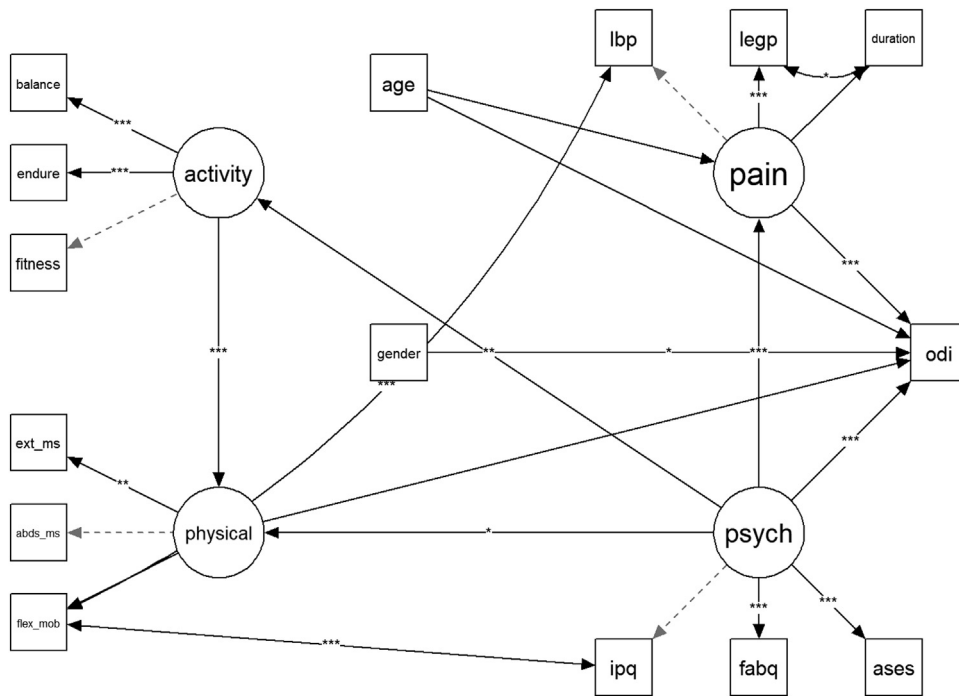 lbp
legp
duration
*
balance
age
***
***
activity
pain
endure
***
fitness
***
***
gender
**
*
***
odi
***
ext_ms
***
**
abds_ms
physical
*
psych
flex_mob
***
***
***
ipq
fabq
ases